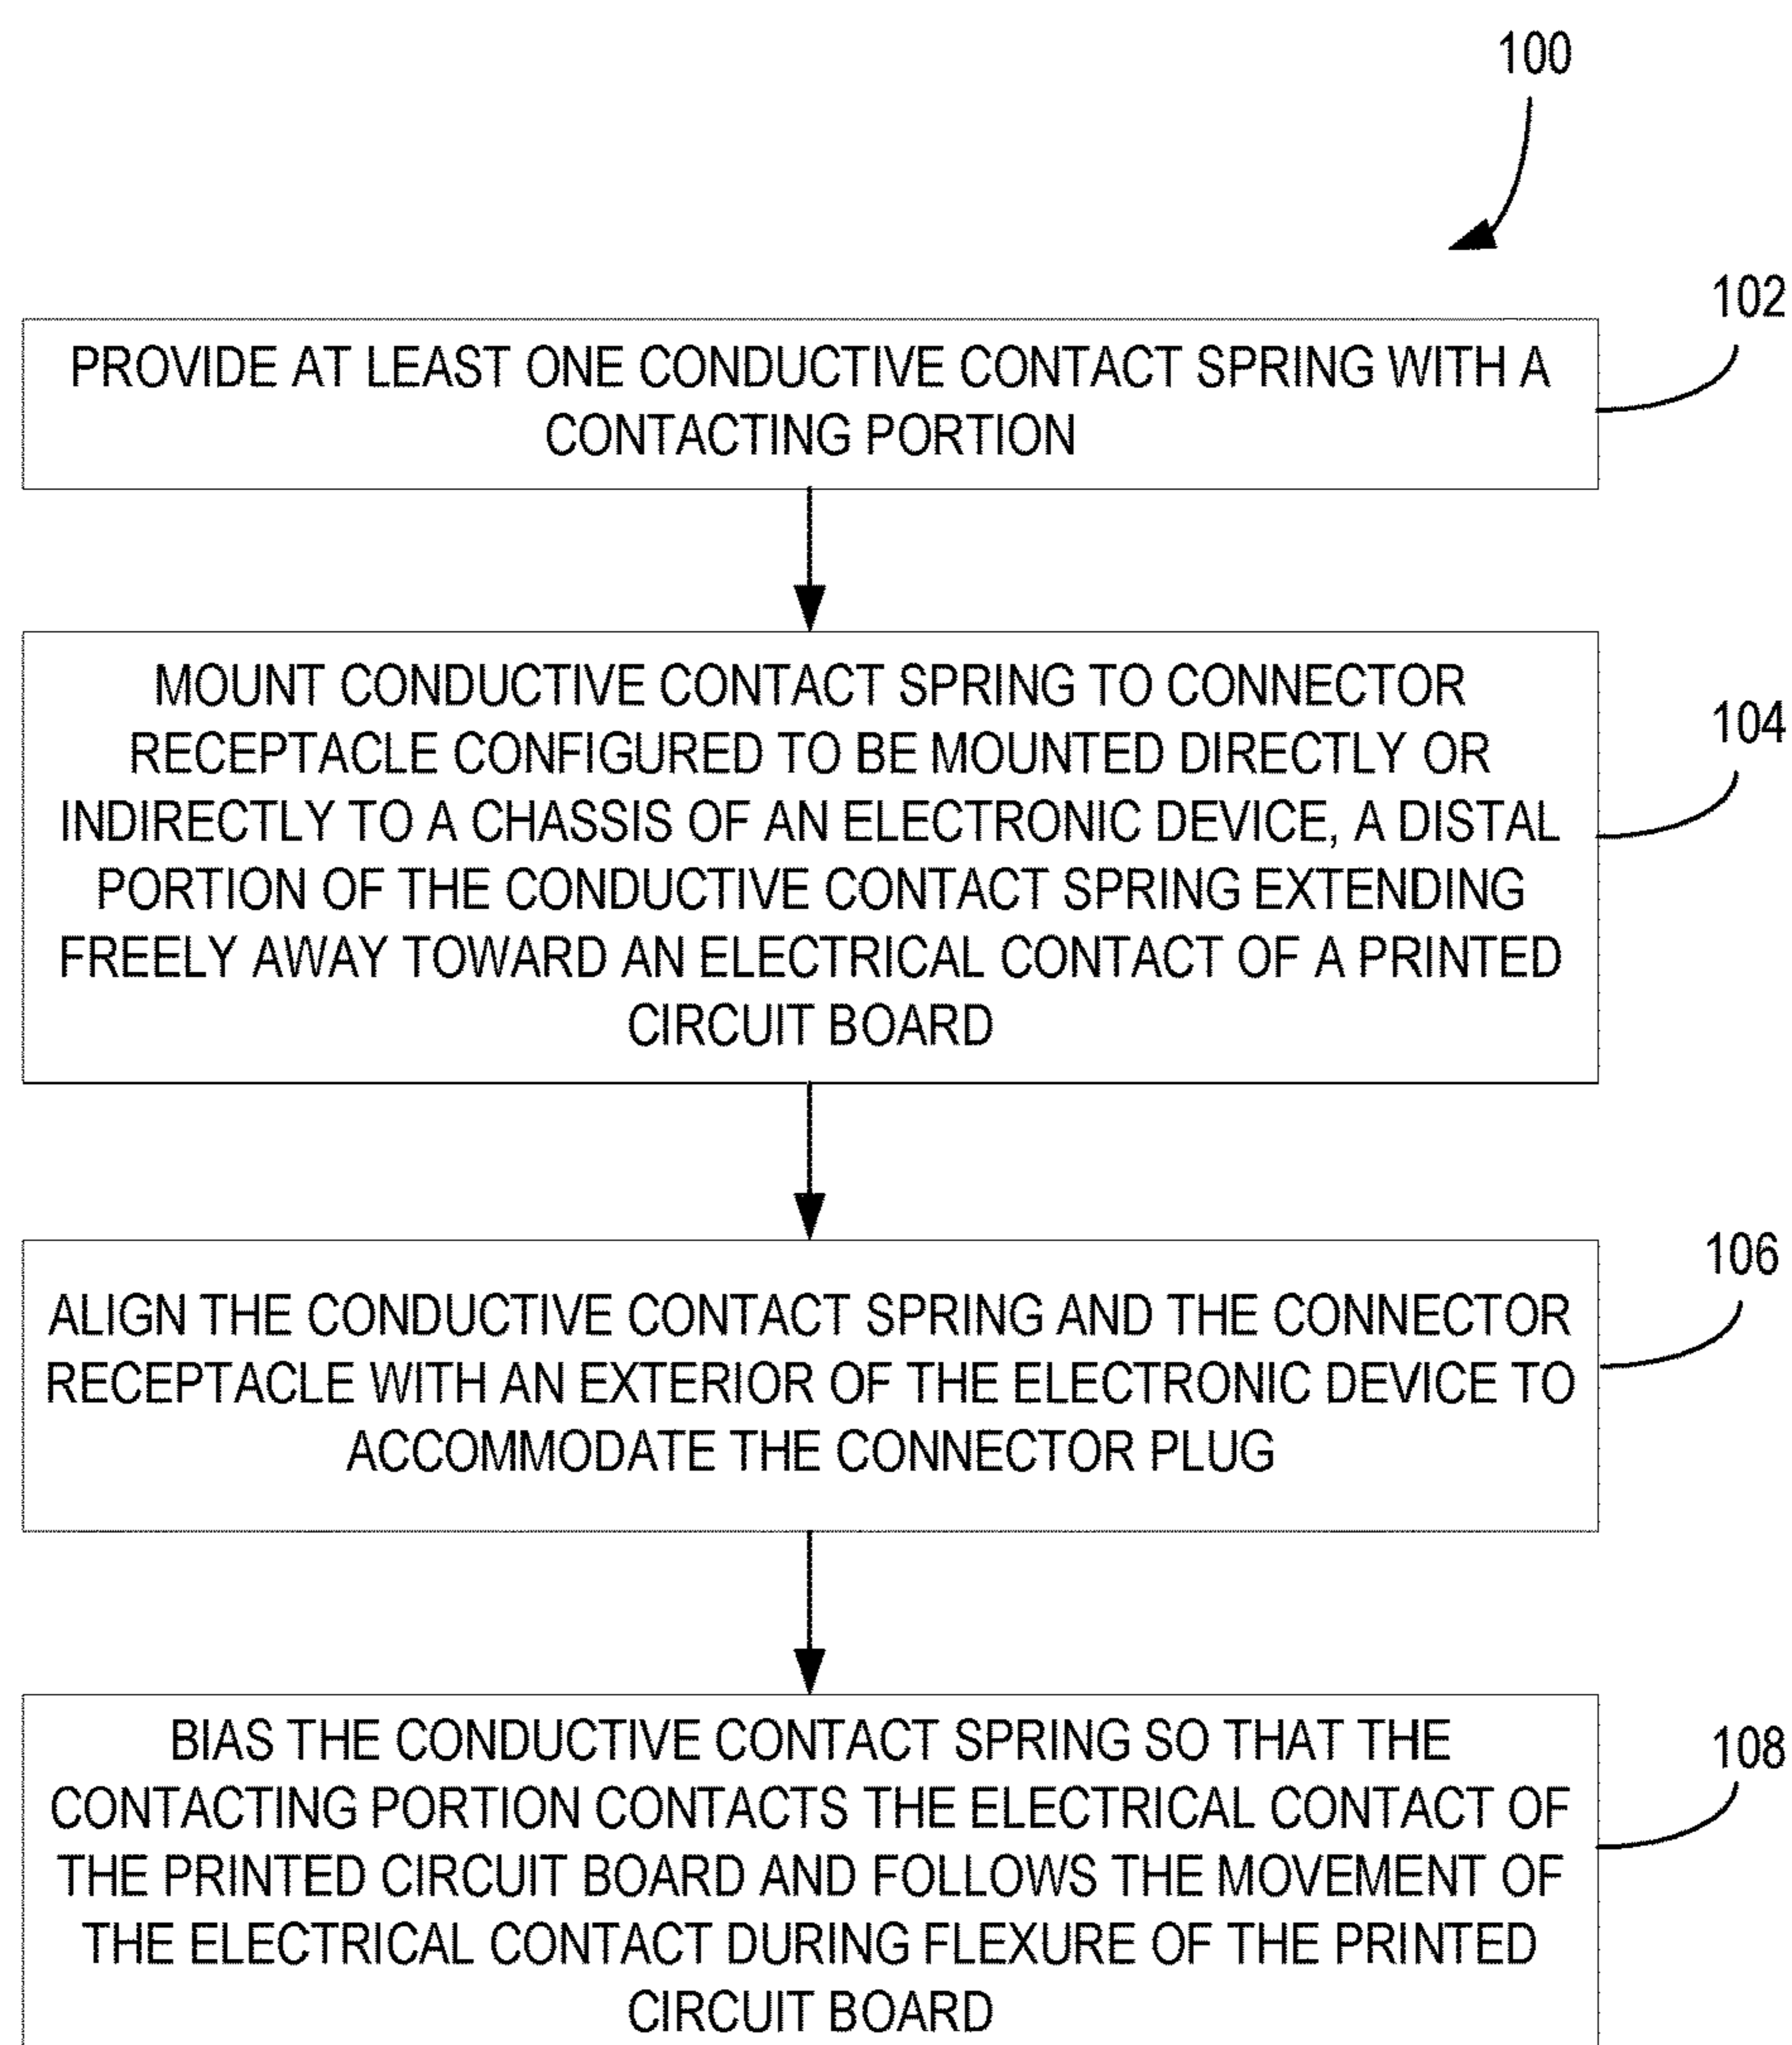 100
102
PROVIDE AT LEAST ONE CONDUCTIVE CONTACT SPRING WITH A
CONTACTING PORTION
104
MOUNT CONDUCTIVE CONTACT SPRING TO CONNECTOR
RECEPTACLE CONFIGURED TO BE MOUNTED DIRECTLY OR
INDIRECTLY TO A CHASSIS OF AN ELECTRONIC DEVICE, A DISTAL
PORTION OF THE CONDUCTIVE CONTACT SPRING EXTENDING
FREELY AWAY TOWARD AN ELECTRICAL CONTACT OF A PRINTED
CIRCUIT BOARD
106
ALIGN THE CONDUCTIVE CONTACT SPRING AND THE CONNECTOR
RECEPTACLE WITH AN EXTERIOR OF THE ELECTRONIC DEVICE TO
ACCOMMODATE THE CONNECTOR PLUG
108
BIAS THE CONDUCTIVE CONTACT SPRING SO THAT THE
CONTACTING PORTION CONTACTS THE ELECTRICAL CONTACT OF
THE PRINTED CIRCUIT BOARD AND FOLLOWS THE MOVEMENT OF
THE ELECTRICAL CONTACT DURING FLEXURE OF THE PRINTED
CIRCUIT BOARD